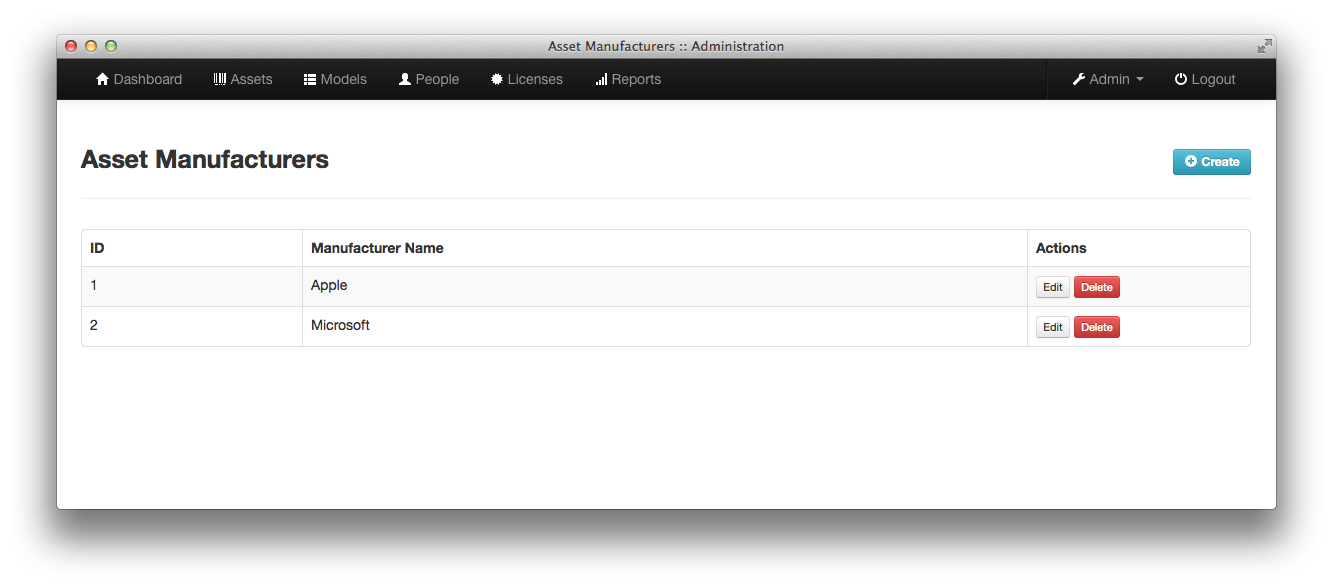 Asset Manufacturers :: Administration
Dashboard Assets Models People Licenses Reports Admin Logout
Asset Manufacturers
Create
ID Manufacturer Name Actions
1 Apple Edit Delete
2 Microsoft Edit Delete